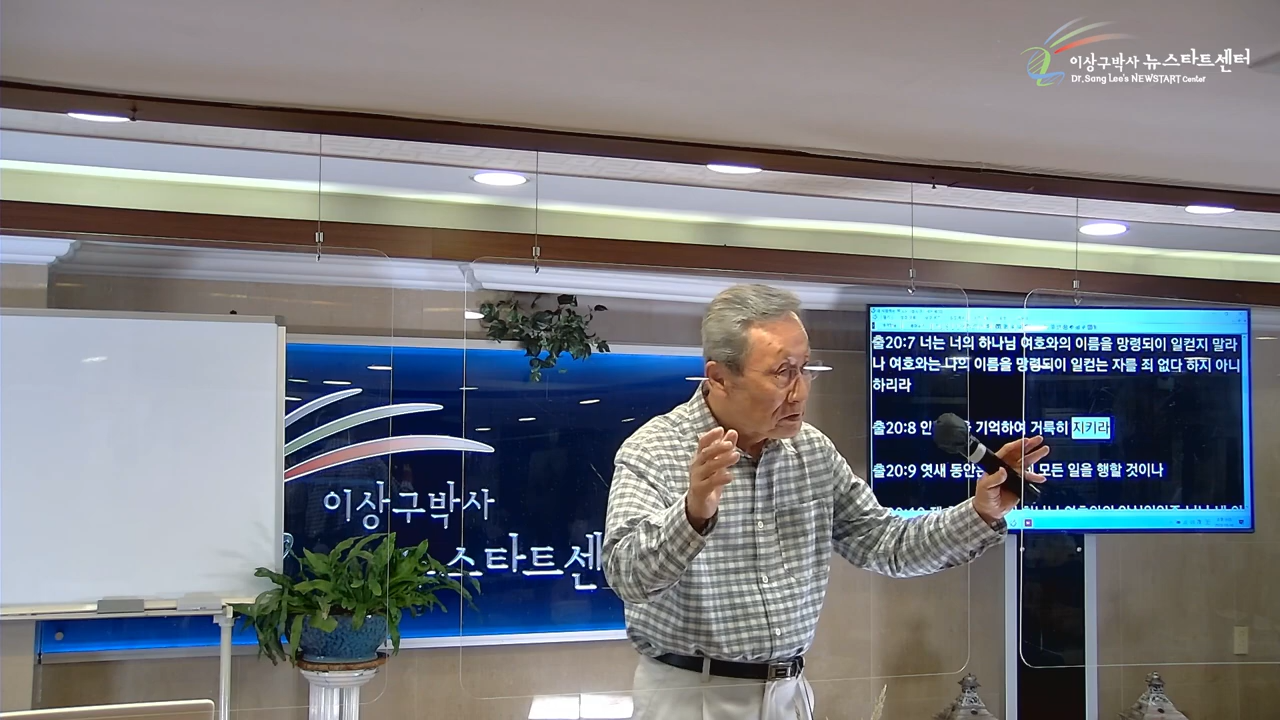 이상구박사 뉴스타트센터
Dr. Sang Lee's NEWSTART Center
출20:7 너는 너의 하나님 여호와의 이름을 망령되이 일컫지 말라
나 여호와는 나의 이름을 망령되이 일컫는 자를 죄 없다 하지 아니
하리라
출20:8 기억하여 거룩히 지키라
출20:9 엿새 동안은 모든 일을 행할 것이나
이상구박사
뉴스타트센